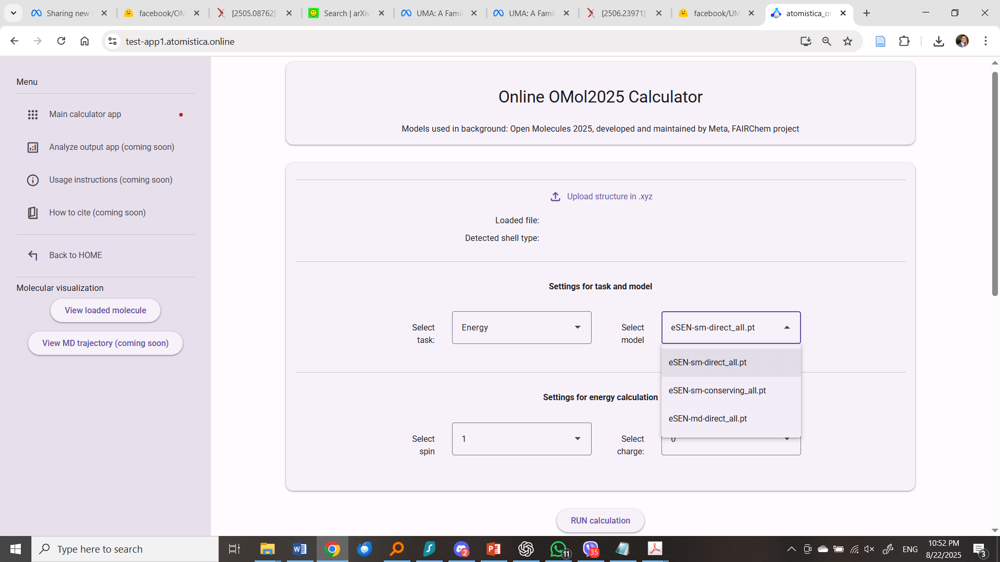 Sharing new
facebook/OM
[2505.08762]
Search | arXiv
UMA: A Famil
UMA: A Famil
[2506.23971]
facebook/UM
atomistica_or
test-app1.atomistica.online
Menu
Main calculator app
Analyze output app (coming soon)
Usage instructions (coming soon)
How to cite (coming soon)
Back to HOME
Molecular visualization
View loaded molecule
View MD trajectory (coming soon)
Online OMol2025 Calculator
Models used in background: Open Molecules 2025, developed and maintained by Meta, FAIRChem project
Upload structure in .xyz
Loaded file:
Detected shell type:
Settings for task and model
Select
task:
Energy
Select
model
eSEN-sm-direct_all.pt
eSEN-sm-direct_all.pt
eSEN-sm-conserving_all.pt
eSEN-md-direct_all.pt
Settings for energy calculation
Select
spin
1
Select
charge:
0
RUN calculation
Type here to search
2
11
35
ENG
10:52 PM
8/22/2025
3